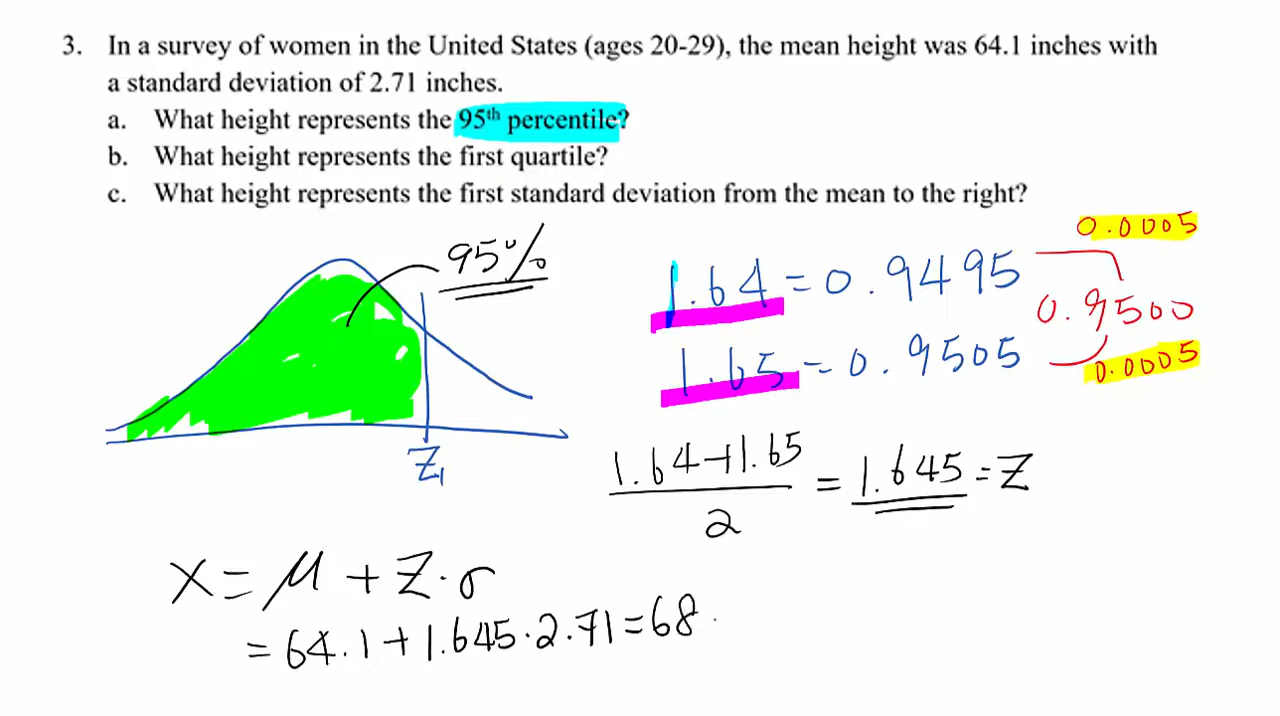 3. In a survey of women in the United States (ages 20-29), the mean height was 64.1 inches with
a standard deviation of 2.71 inches.
a. What height represents the 95th percentile?
b. What height represents the first quartile?
c. What height represents the first standard deviation from the mean to the right?
95%
0.0005
1.64 = 0.9495
0.9500
1.65 = 0.9505
0.0005
Z1
1.64+1.65
2
= 1.645 = Z
X = μ + Z·σ
= 64.1 + 1.645·2.71 = 68.